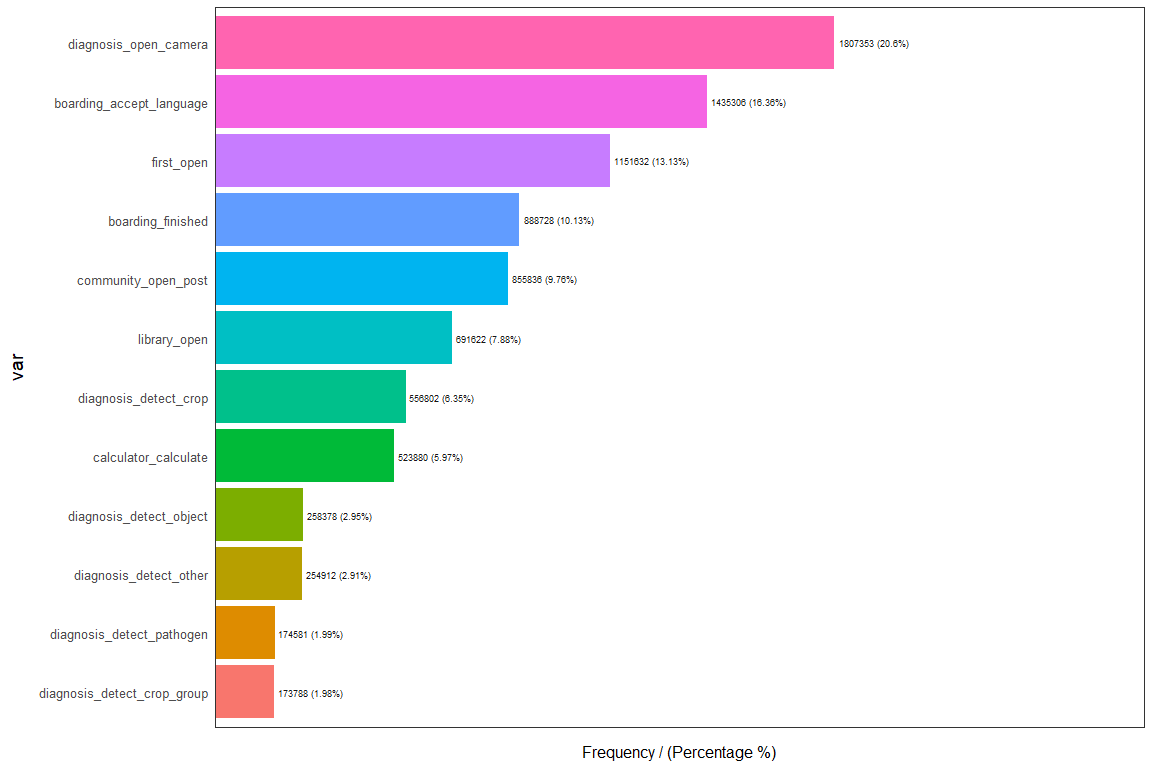 diagnosis_open_camera 1807353 (20.6%)
boarding_accept_language 1435306 (16.36%)
first_open 1151632 (13.13%)
boarding_finished 888728 (10.13%)
community_open_post 855836 (9.76%)
library_open 691622 (7.88%)
var
diagnosis_detect_crop 556802 (6.35%)
calculator_calculate 523880 (5.97%)
diagnosis_detect_object 258378 (2.95%)
diagnosis_detect_other 254912 (2.91%)
diagnosis_detect_pathogen 174581 (1.99%)
diagnosis_detect_crop_group 173788 (1.98%)
Frequency / (Percentage %)